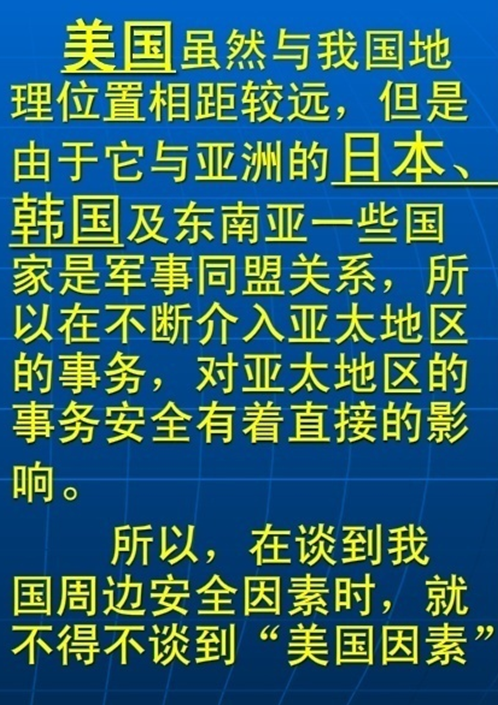 美国虽然与我国地
理位置相距较远，但是
由于它与亚洲的日本、
韩国及东南亚一些国
家是军事同盟关系，所
以在不断介入亚太地区
的事务，对亚太地区的
事务安全有着直接的影
响。
所以，在谈到我
国周边安全因素时，就
不得不谈到“美国因素”